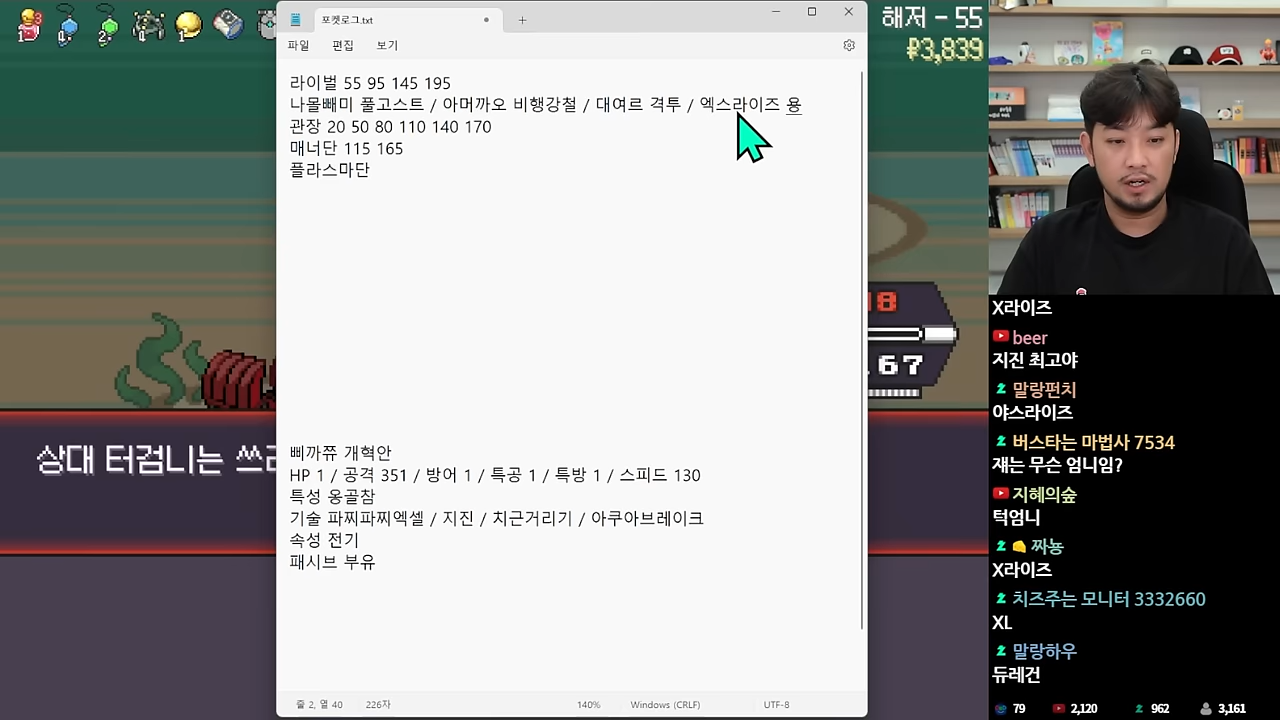 포켓로그.txt
파일 편집 보기
라이벌 55 95 145 195
나몰빼미 풀고스트 / 아머까오 비행강철 / 대여르 격투 / 엑스라이즈 용
관장 20 50 80 110 140 170
매너단 115 165
플라스마단
삐까쮸 개혁안
HP 1 / 공격 351 / 방어 1 / 특공 1 / 특방 1 / 스피드 130
특성 옹골참
기술 파찌파찌엑셀 / 지진 / 치근거리기 / 아쿠아브레이크
속성 전기
패시브 부유
줄 2, 열 40 226자 140% Windows (CRLF) UTF-8
해저 - 55
₽3,839
상대 터검니는
67
X라이즈
beer
지진 최고야
말랑펀치
야스라이즈
버스타는 마법사 7534
쟤는 무슨 엄니임?
지혜의숲
턱엄니
짜뇽
X라이즈
치즈주는 모니터 3332660
XL
말랑하우
듀레건
79 2,120 962 3,161